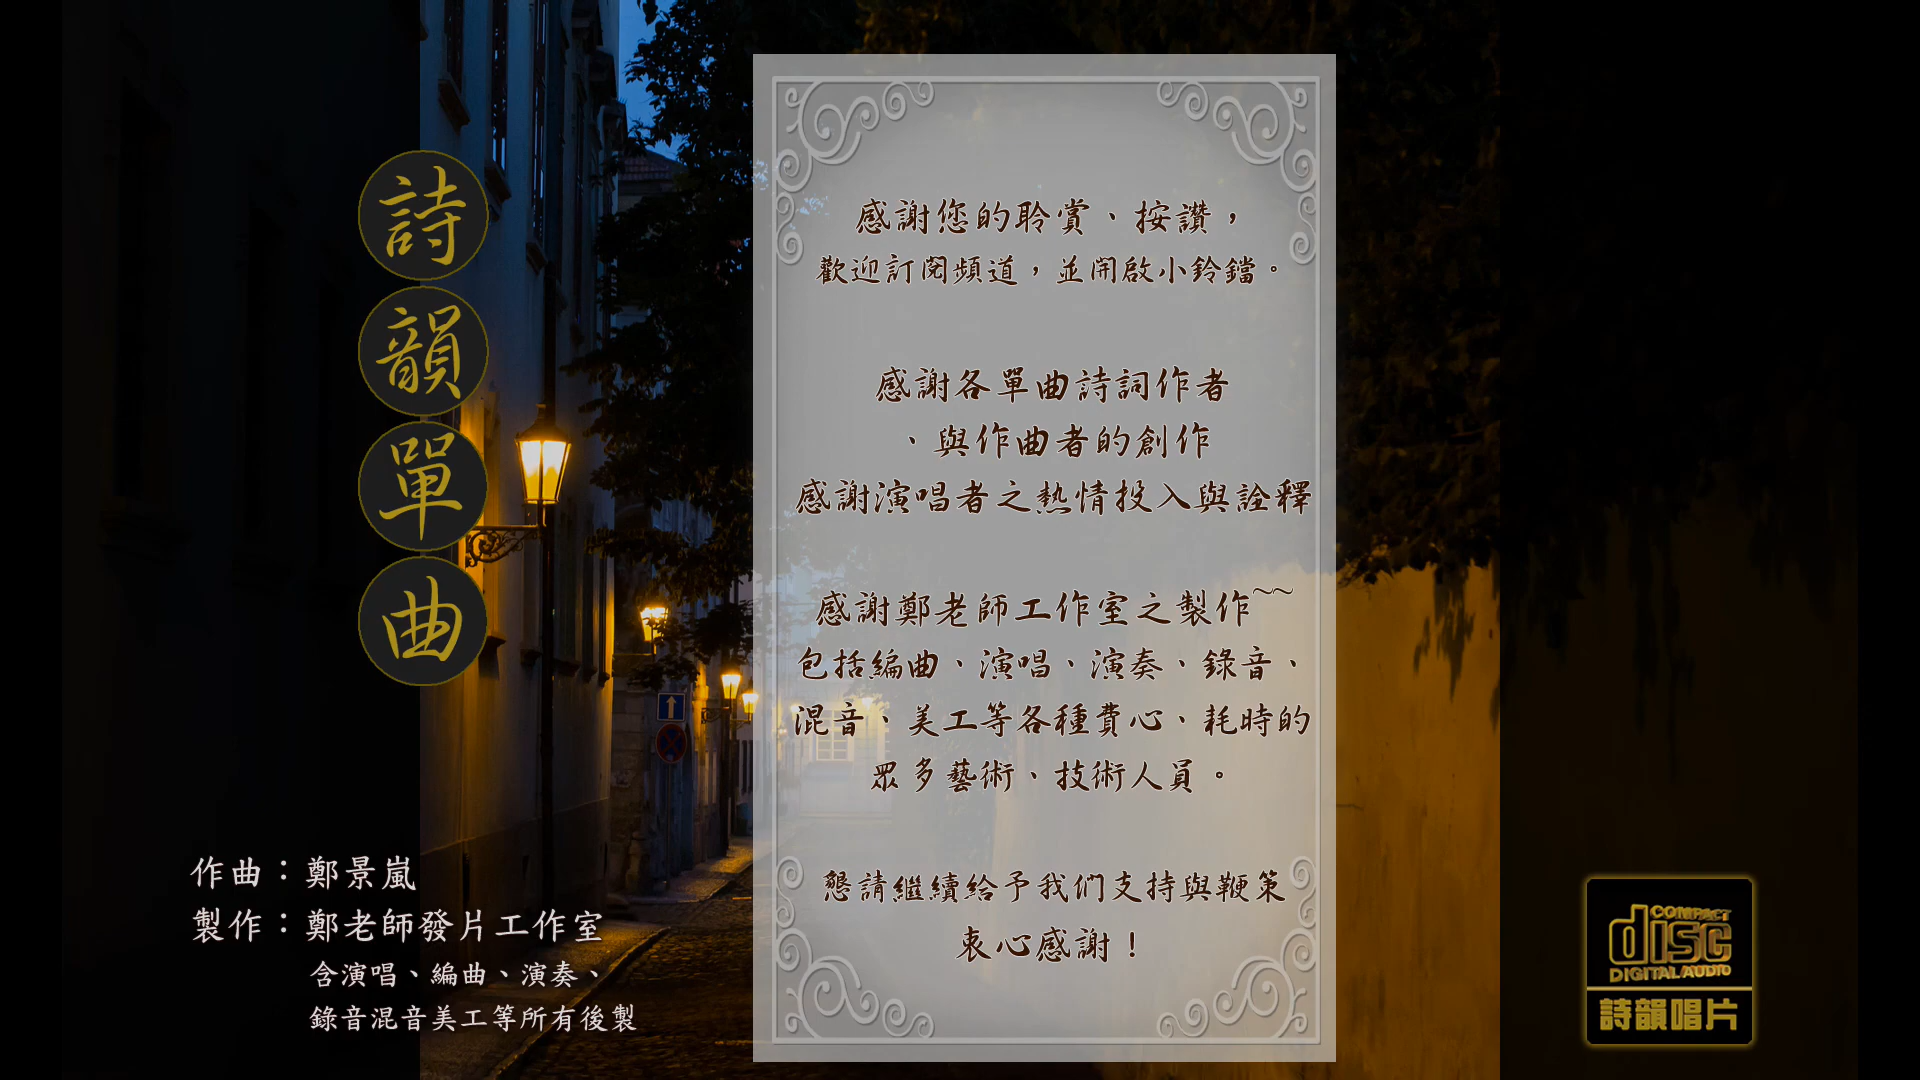 詩韻單曲
感謝您的聆賞、按讚，
歡迎訂閱頻道，並開啟小鈴鐺。
感謝各單曲詩詞作者
、與作曲者的創作
感謝演唱者之熱情投入與詮釋
感謝鄭老師工作室之製作~~
包括編曲、演唱、演奏、錄音、
混音、美工等各種費心、耗時的
眾多藝術、技術人員。
懇請繼續給予我们支持與鞭策
衷心感謝！
作曲：鄭景嵐
製作：鄭老師發片工作室
含演唱、編曲、演奏、
錄音混音美工等所有後製
COMPACT
disc
DIGITAL AUDIO
詩韻唱片